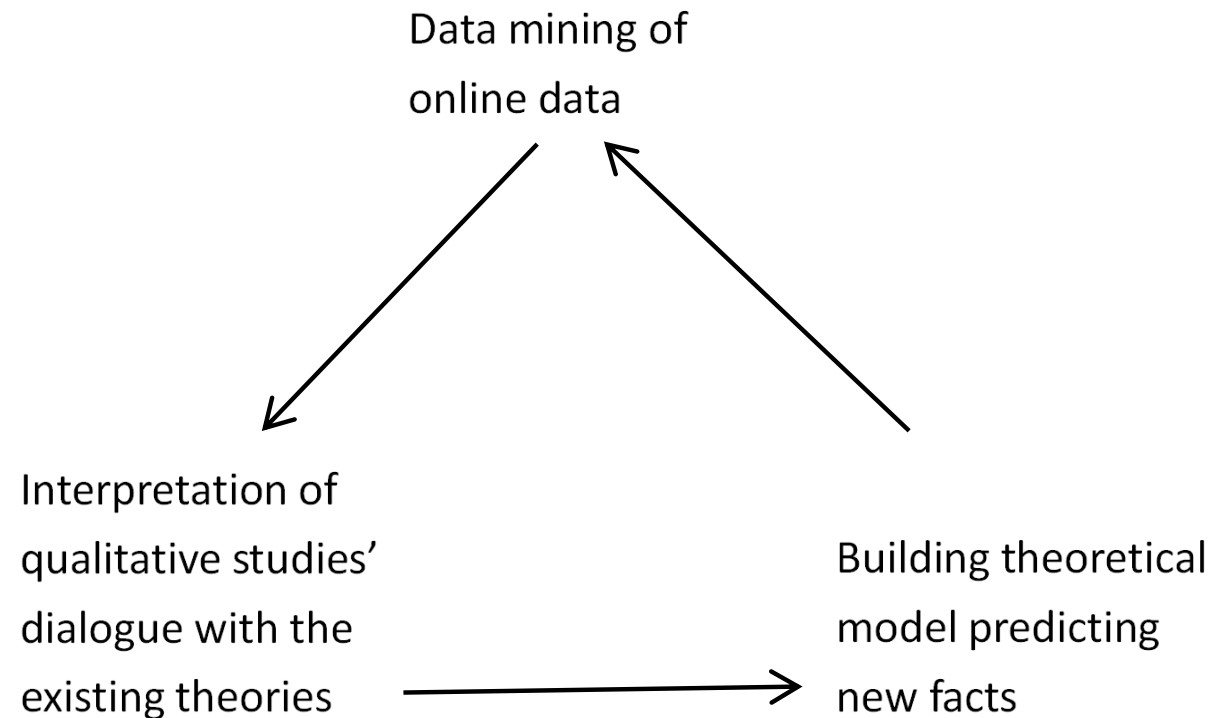 Data mining of
online data
Interpretation of
qualitative studies’
dialogue with the
existing theories
Building theoretical
model predicting
new facts